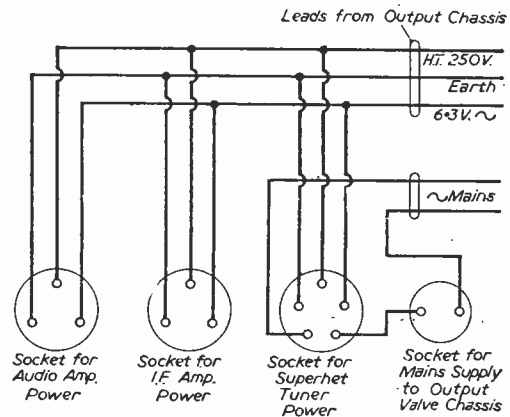 Leads from Output Chassis
H.T. 250V.
Earth
6·3V. ~
~Mains
Socket for
Audio Amp.
Power
Socket for
I.F. Amp.
Power
Socket for
Superhet
Tuner
Power
Socket for
Mains Supply
to Output
Valve Chassis